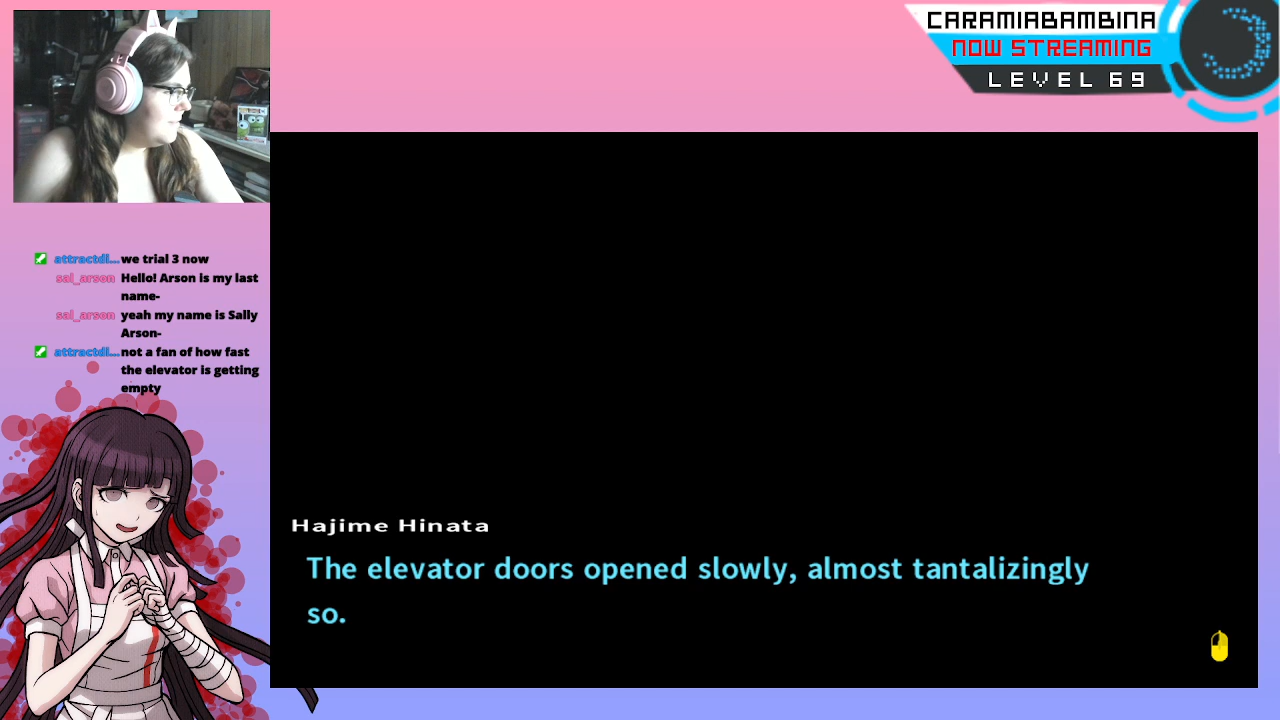 CARAMIABAMBINA
NOW STREAMING
LEVEL 69
attractdi... we trial 3 now
sal_arson Hello! Arson is my last
name-
sal_arson yeah my name is Sally
Arson-
attractdi... not a fan of how fast
the elevator is getting
empty
Hajime Hinata
The elevator doors opened slowly, almost tantalizingly
so.